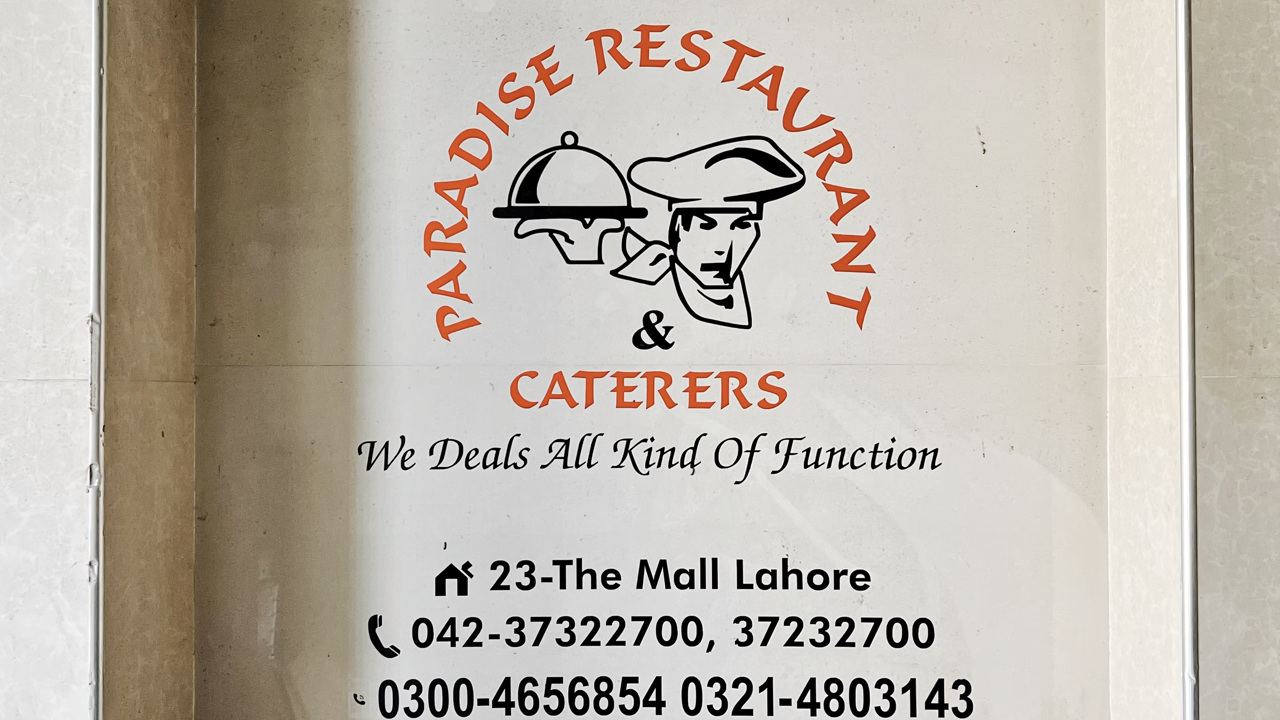 PARADISE RESTAURANT
&
CATERERS
We Deals All Kind Of Function
23-The Mall Lahore
042-37322700, 37232700
0300-4656854 0321-4803143